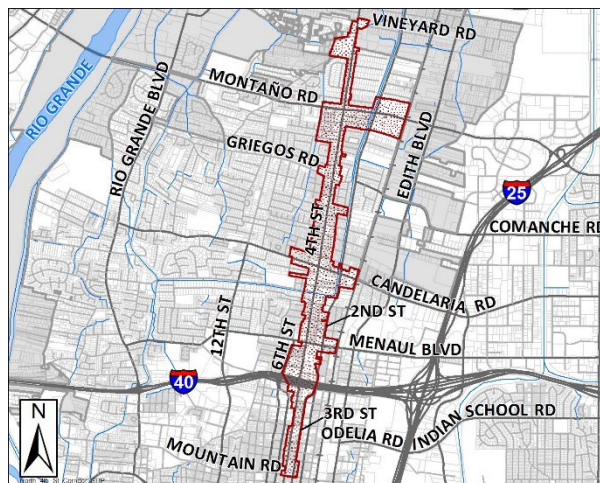 VINEYARD RD
MONTAÑO RD
RIO GRANDE
RIO GRANDE BLVD
GRIEGOS RD
EDITH BLVD
25
4TH ST
COMANCHE RD
CANDELARIA RD
2ND ST
12TH ST
6TH ST
MENAUL BLVD
40
3RD ST
ODELIA RD
INDIAN SCHOOL RD
N
MOUNTAIN RD